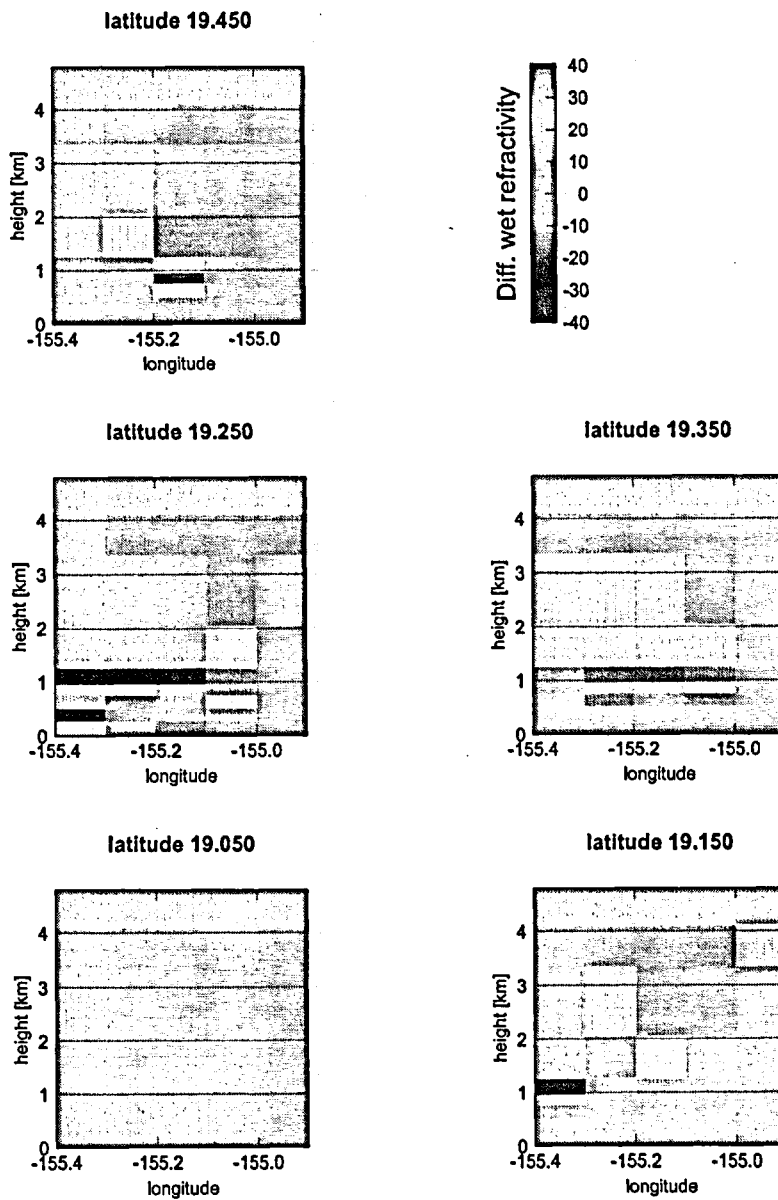 latitude 19.450
height [km]
4
3
2
1
0
-155.4 -155.2 -155.0
longitude
Diff. wet refractivity
40
30
20
10
0
-10
-20
-30
-40
latitude 19.250
height [km]
4
3
2
1
0
-155.4 -155.2 -155.0
longitude
latitude 19.350
height [km]
4
3
2
1
0
-155.4 -155.2 -155.0
longitude
latitude 19.050
height [km]
4
3
2
1
0
-155.4 -155.2 -155.0
longitude
latitude 19.150
height [km]
4
3
2
1
0
-155.4 -155.2 -155.0
longitude